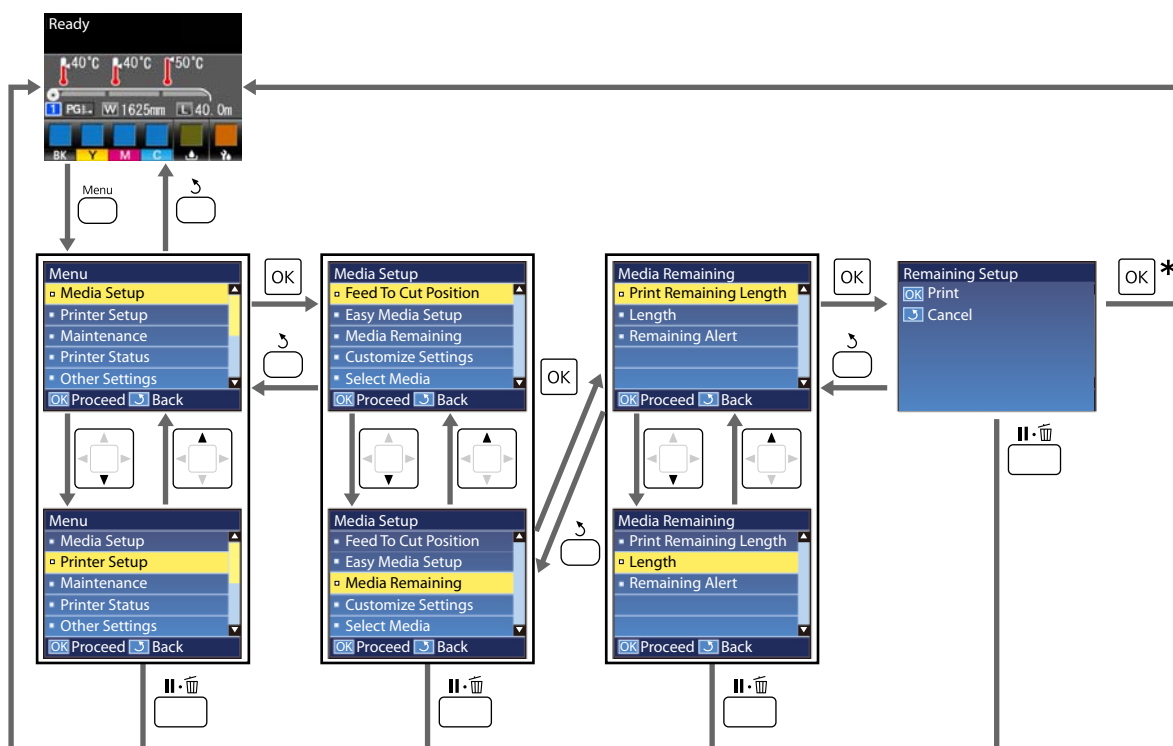 Ready
40°C 40°C 50°C
1 PG W 1625mm L 40.0m
BK Y M C
Menu
OK
OK
OK
OK *
Menu
Media Setup
Printer Setup
Maintenance
Printer Status
Other Settings
OK Proceed Back
Media Setup
Feed To Cut Position
Easy Media Setup
Media Remaining
Customize Settings
Select Media
OK Proceed Back
OK
Media Remaining
Print Remaining Length
Length
Remaining Alert
OK Proceed Back
Remaining Setup
OK Print
Cancel
Menu
Media Setup
Printer Setup
Maintenance
Printer Status
Other Settings
OK Proceed Back
Media Setup
Feed To Cut Position
Easy Media Setup
Media Remaining
Customize Settings
Select Media
OK Proceed Back
Media Remaining
Print Remaining Length
Length
Remaining Alert
OK Proceed Back